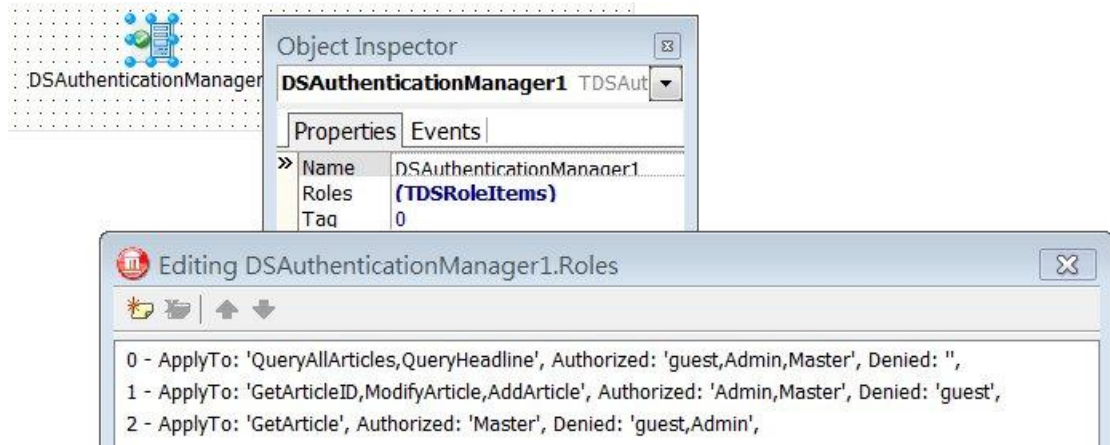 DSAuthenticationManager
Object Inspector
DSAuthenticationManager1 TDSAut
Properties Events
Name DSAuthenticationManager1
Roles (TDSRoleItems)
Tag 0
Editing DSAuthenticationManager1.Roles
0 - ApplyTo: 'QueryAllArticles,QueryHeadline', Authorized: 'guest,Admin,Master', Denied: '',
1 - ApplyTo: 'GetArticleID,ModifyArticle,AddArticle', Authorized: 'Admin,Master', Denied: 'guest',
2 - ApplyTo: 'GetArticle', Authorized: 'Master', Denied: 'guest,Admin',